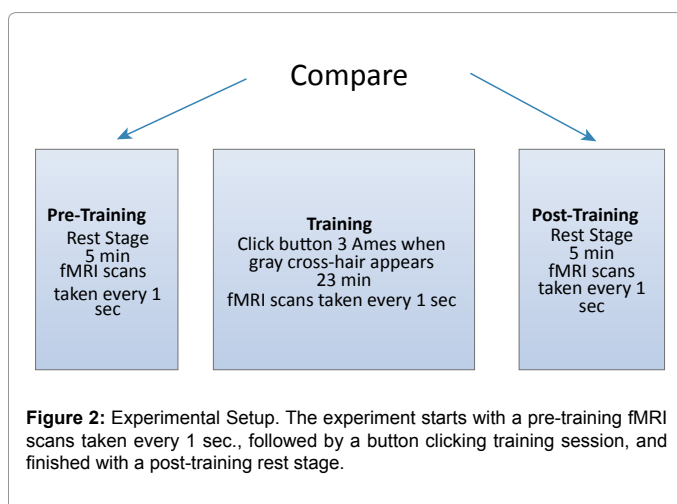 Compare
Pre-Training
Rest Stage
5 min
fMRI scans
taken every 1
sec
Training
Click button 3 Ames when
gray cross-hair appears
23 min
fMRI scans taken every 1 sec
Post-Training
Rest Stage
5 min
fMRI scans
taken every 1
sec
Figure 2: Experimental Setup. The experiment starts with a pre-training fMRI
scans taken every 1 sec., followed by a button clicking training session, and
finished with a post-training rest stage.